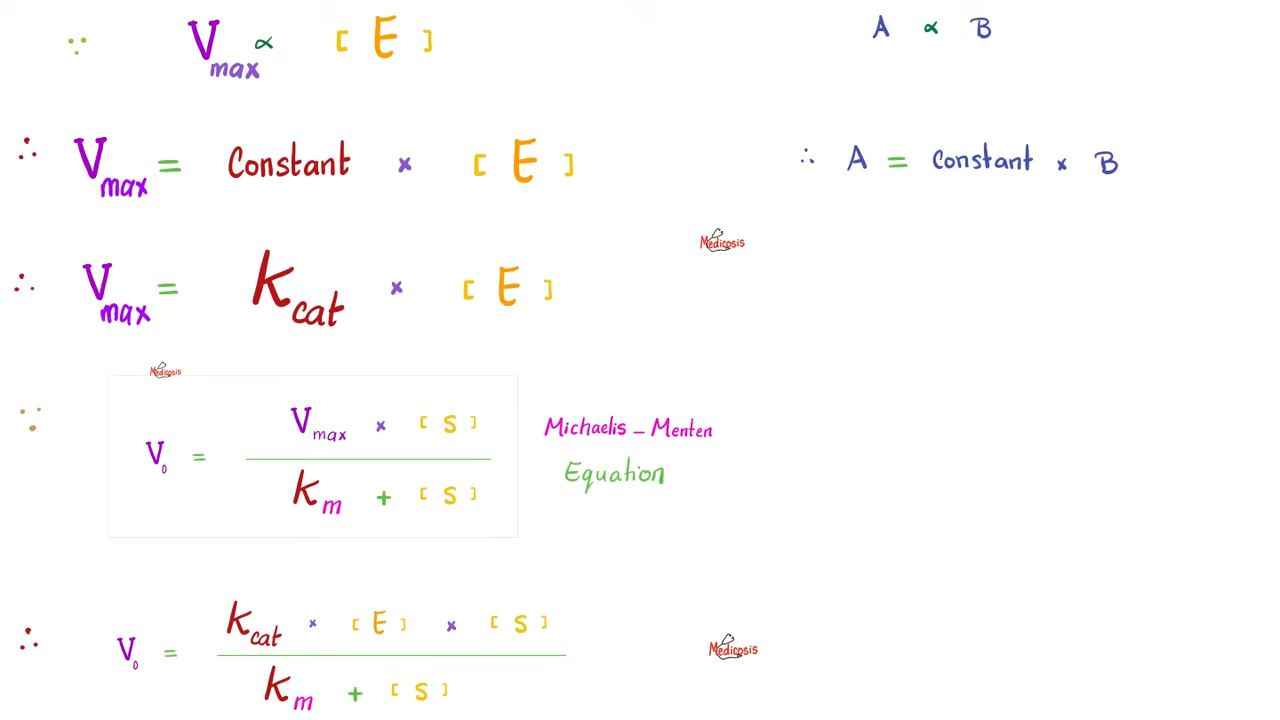 ∵ Vmax ∝ [ E ]
A ∝ B
∴ Vmax = Constant × [ E ]
∴ A = constant × B
Medicosis
∴ Vmax = Kcat × [ E ]
Medicosis
∵ V0 = Vmax × [ S ] / Km + [ S ]
Michaelis - Menten
Equation
∴ V0 = Kcat × [ E ] × [ S ] / Km + [ S ]
Medicosis